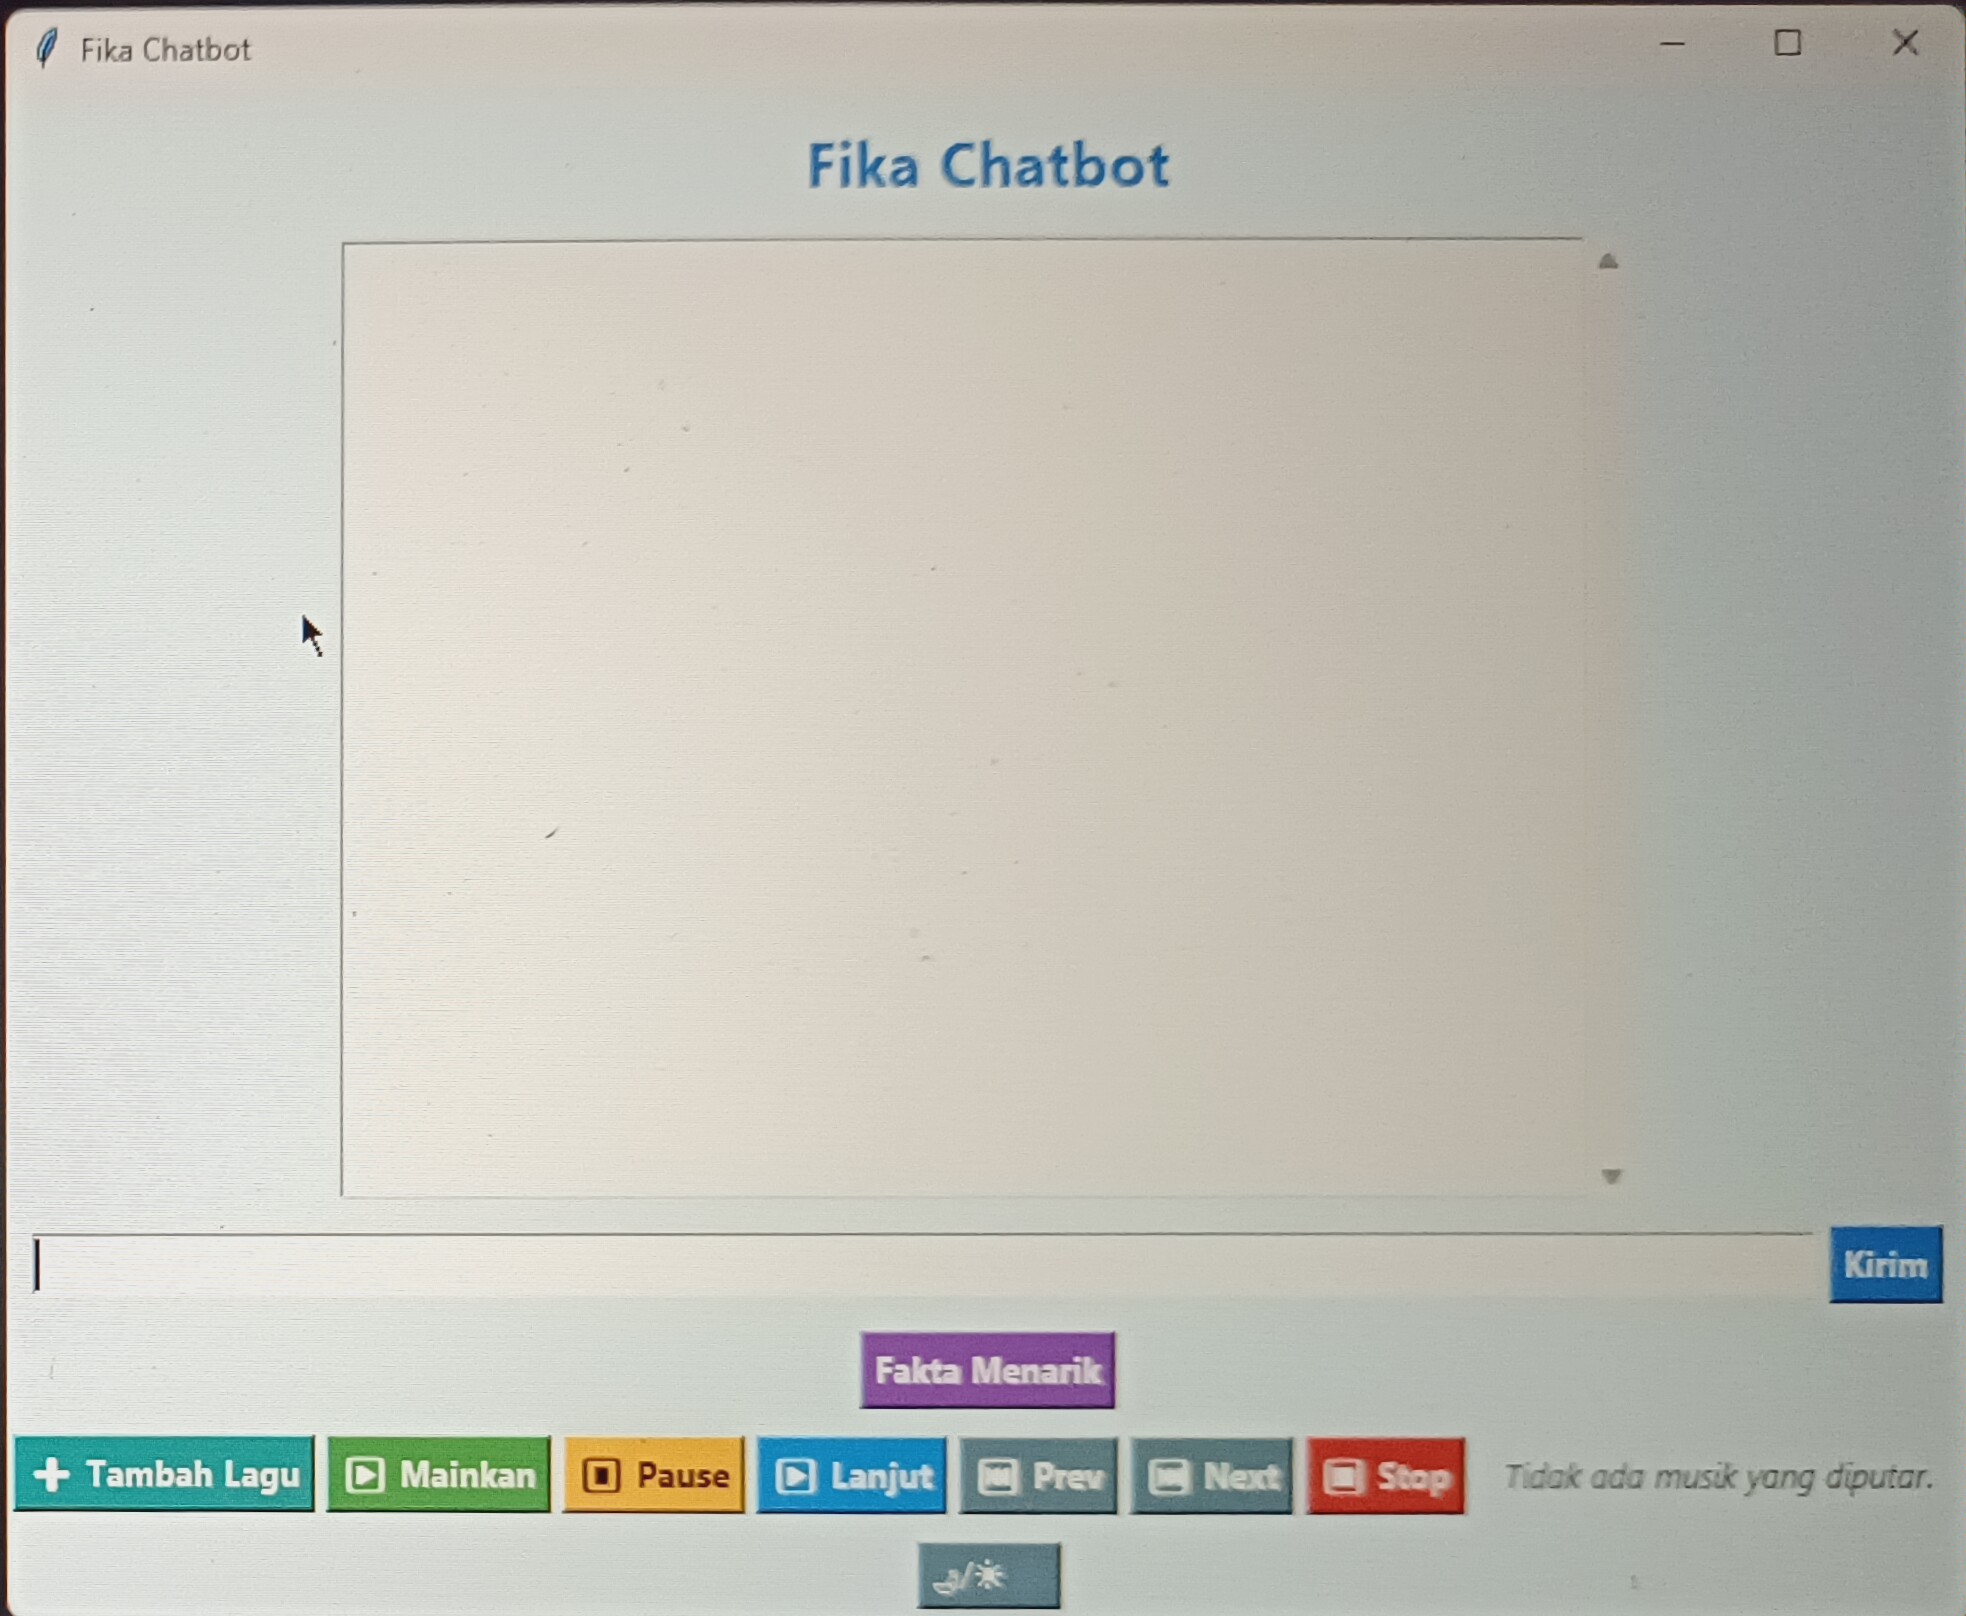 Fika Chatbot
Fika Chatbot
Kirim
Fakta Menarik
Tambah Lagu Mainkan Pause Lanjut Prev Next Stop Tidak ada musik yang diputar.